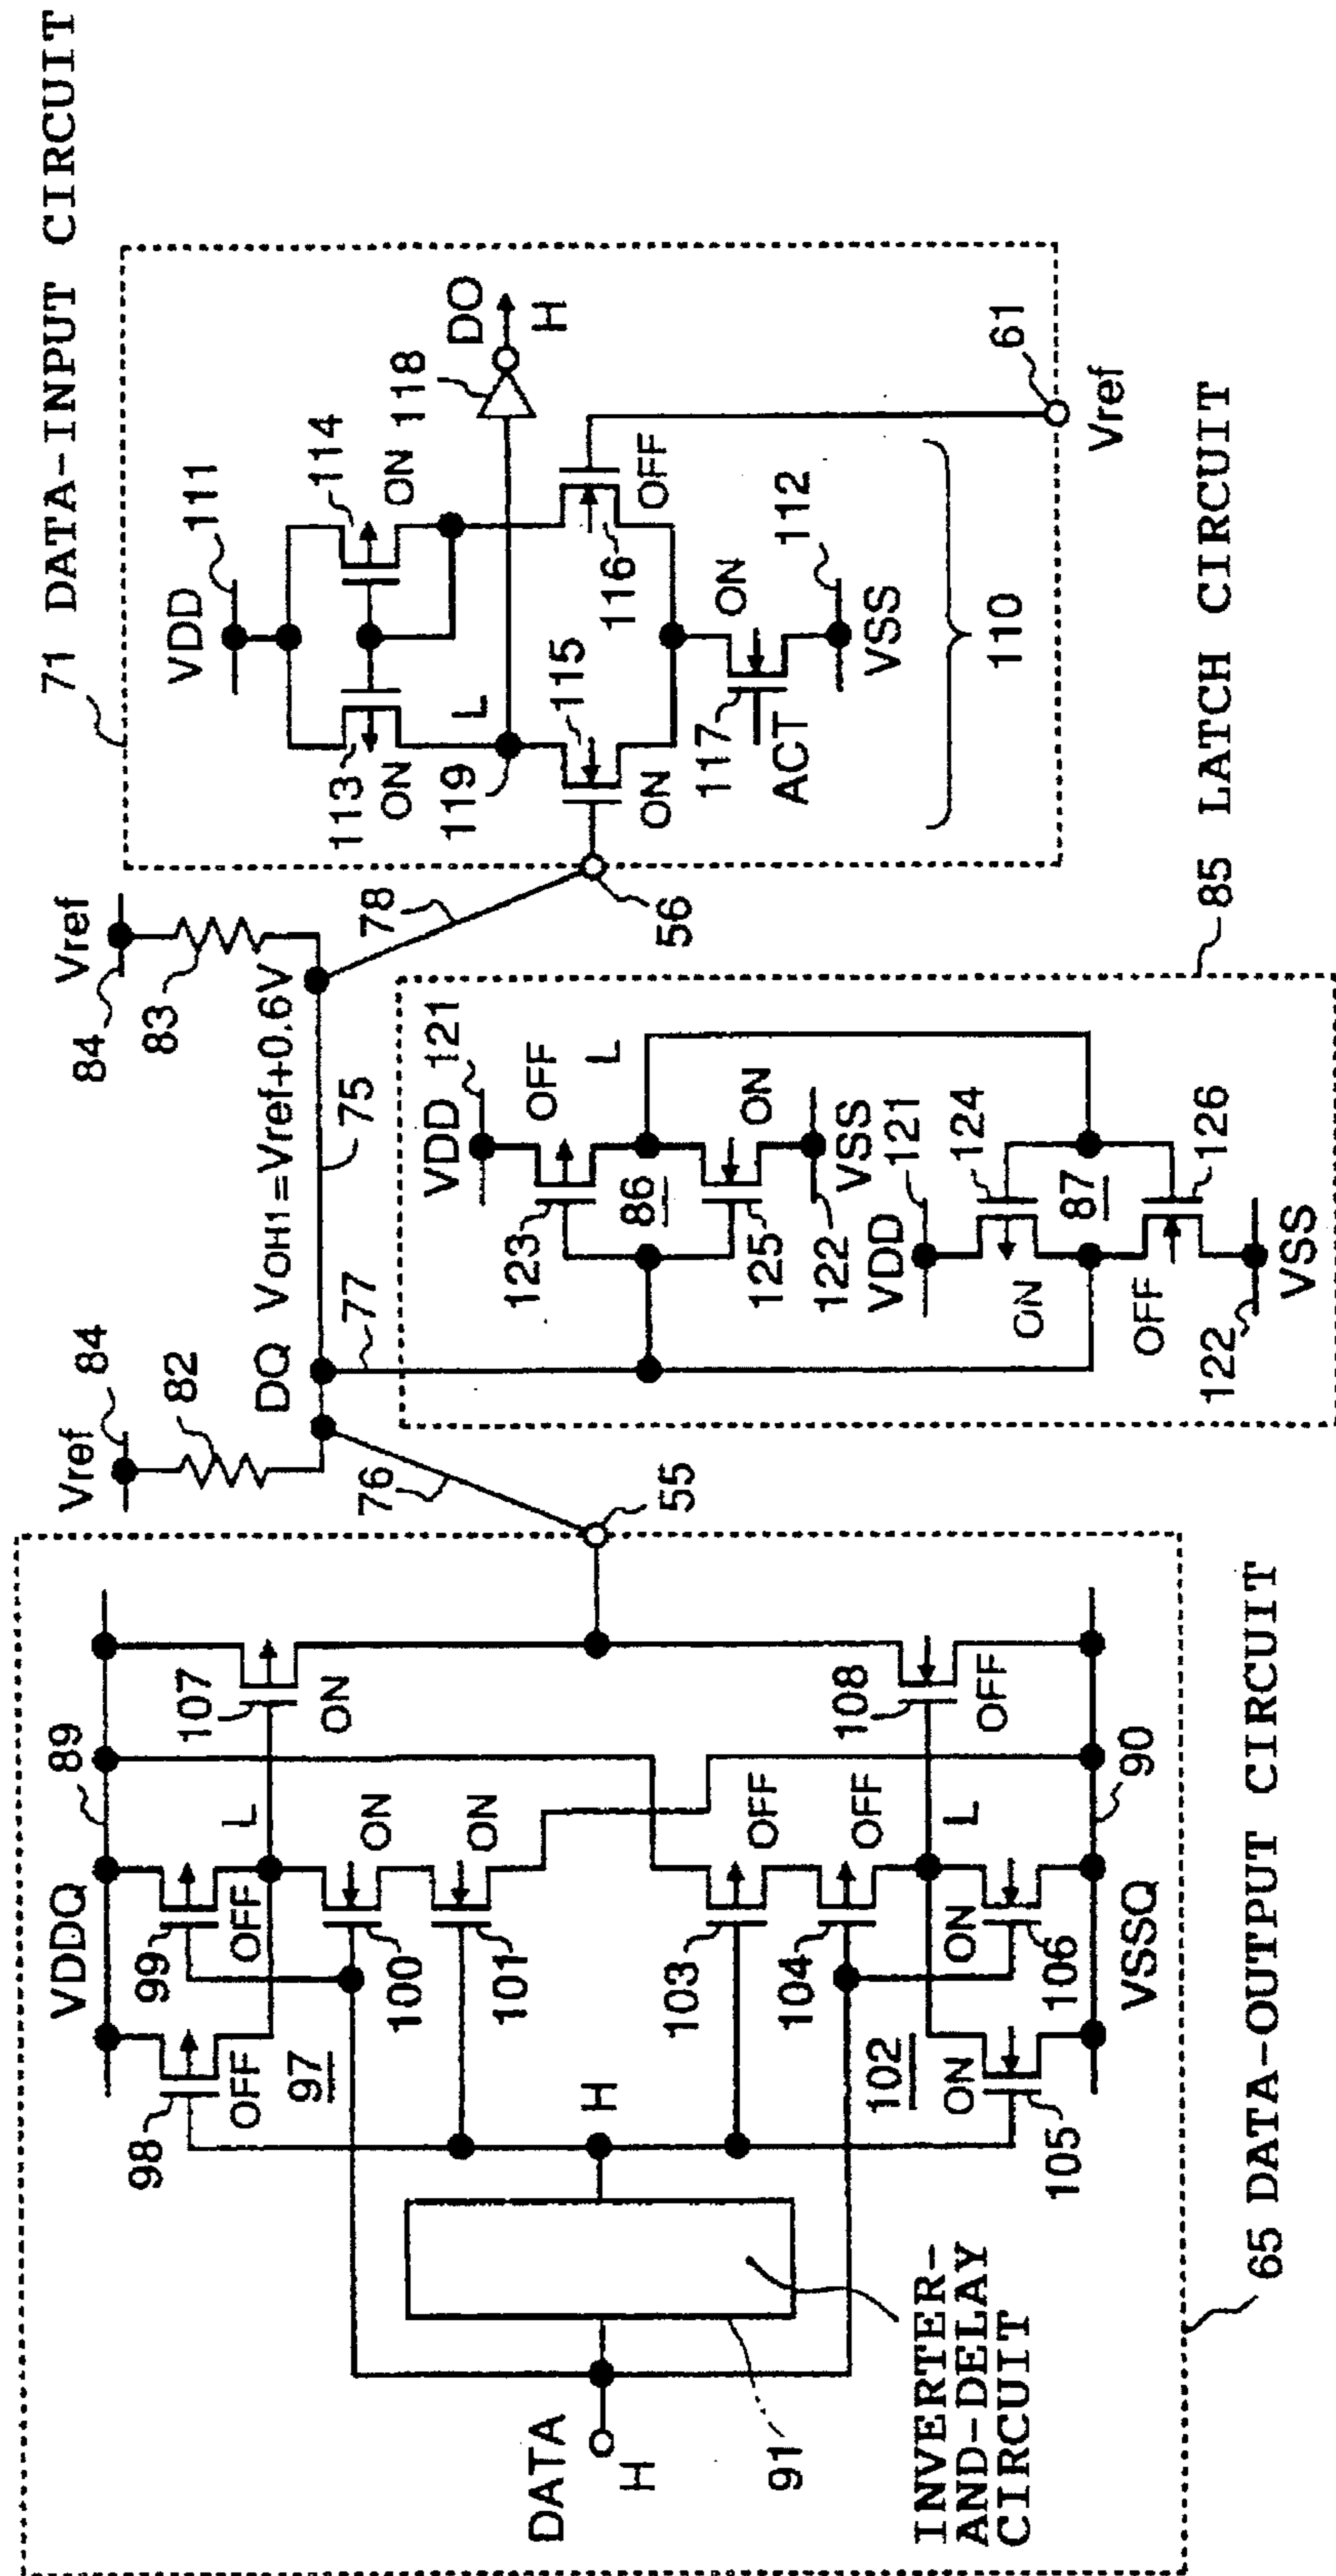 71 DATA-INPUT CIRCUIT
VDD
111
113
ON
114
ON
L
119
118
DO
H
115
ON
116
OFF
117
ACT
ON
112
VSS
110
61
Vref
56
78
Vref
84
83
DQ
VOH1=Vref+0.6V
75
77
Vref
84
82
76
55
85 LATCH CIRCUIT
VDD
121
123
OFF
86
L
125
ON
122
VSS
VDD
121
124
ON
87
OFF
126
122
VSS
65 DATA-OUTPUT CIRCUIT
VDDQ
89
98
OFF
99
OFF
L
97
100
ON
101
ON
107
ON
DATA
H
91
INVERTER-
AND-DELAY
CIRCUIT
H
103
OFF
104
OFF
102
L
105
ON
106
ON
108
OFF
VSSQ
90